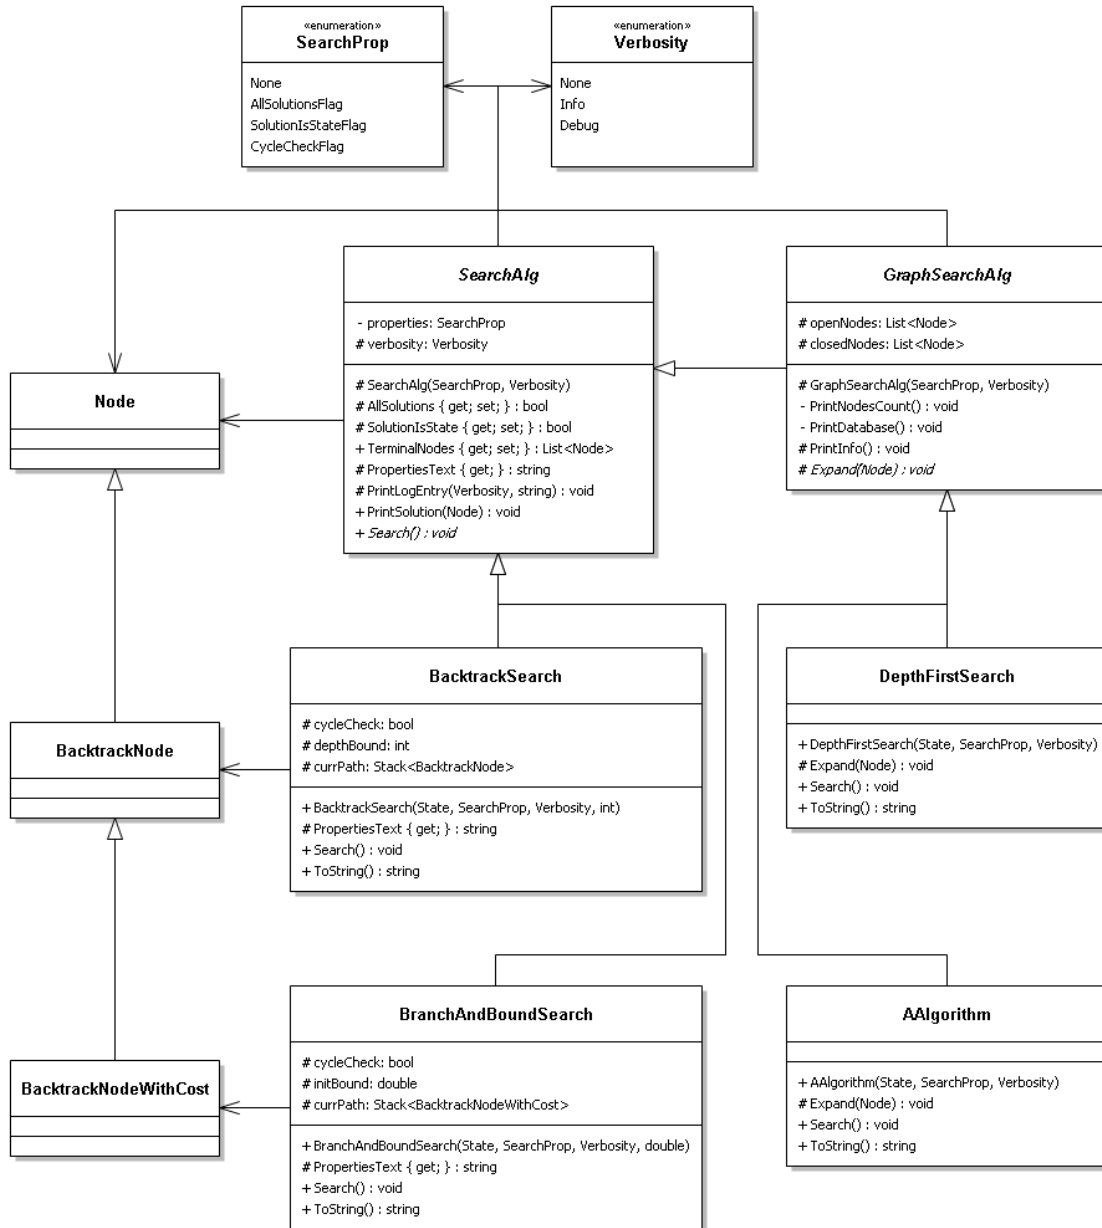 «enumeration»
SearchProp
None
AllSolutionsFlag
SolutionIsStateFlag
CycleCheckFlag
«enumeration»
Verbosity
None
Info
Debug
SearchAlg
- properties: SearchProp
# verbosity: Verbosity
# SearchAlg(SearchProp, Verbosity)
# AllSolutions { get; set; } : bool
# SolutionIsState { get; set; } : bool
+ TerminalNodes { get; set; } : List<Node>
# PropertiesText { get; } : string
# PrintLogEntry(Verbosity, string) : void
+ PrintSolution(Node) : void
+ Search() : void
GraphSearchAlg
# openNodes: List<Node>
# closedNodes: List<Node>
# GraphSearchAlg(SearchProp, Verbosity)
- PrintNodesCount() : void
- PrintDatabase() : void
# PrintInfo() : void
# Expand(Node) : void
Node
BacktrackSearch
# cycleCheck: bool
# depthBound: int
# currPath: Stack<BacktrackNode>
+ BacktrackSearch(State, SearchProp, Verbosity, int)
# PropertiesText { get; } : string
+ Search() : void
+ ToString() : string
DepthFirstSearch
+ DepthFirstSearch(State, SearchProp, Verbosity)
# Expand(Node) : void
+ Search() : void
+ ToString() : string
BacktrackNode
BranchAndBoundSearch
# cycleCheck: bool
# initBound: double
# currPath: Stack<BacktrackNodeWithCost>
+ BranchAndBoundSearch(State, SearchProp, Verbosity, double)
# PropertiesText { get; } : string
+ Search() : void
+ ToString() : string
AAlgorithm
+ AAlgorithm(State, SearchProp, Verbosity)
# Expand(Node) : void
+ Search() : void
+ ToString() : string
BacktrackNodeWithCost